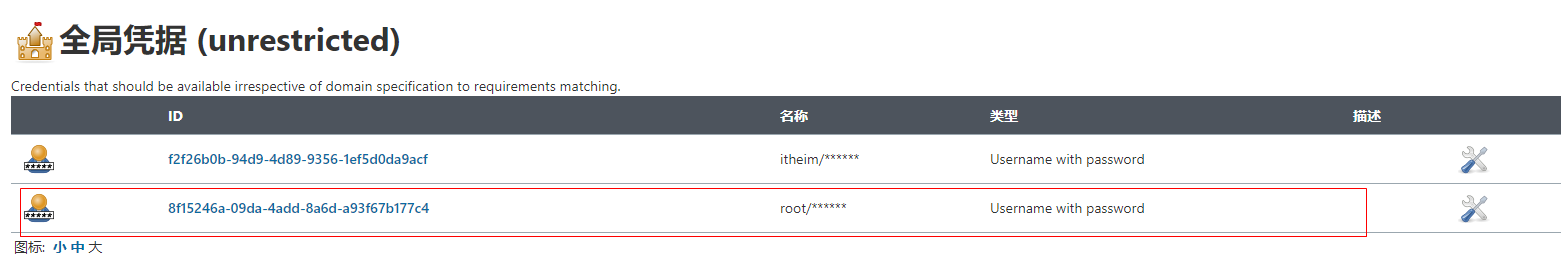 全局凭据 (unrestricted)
Credentials that should be available irrespective of domain specification to requirements matching.
ID 名称 类型 描述
f2f26b0b-94d9-4d89-9356-1ef5d0da9acf itheim/****** Username with password
8f15246a-09da-4add-8a6d-a93f67b177c4 root/****** Username with password
图标: 小 中 大